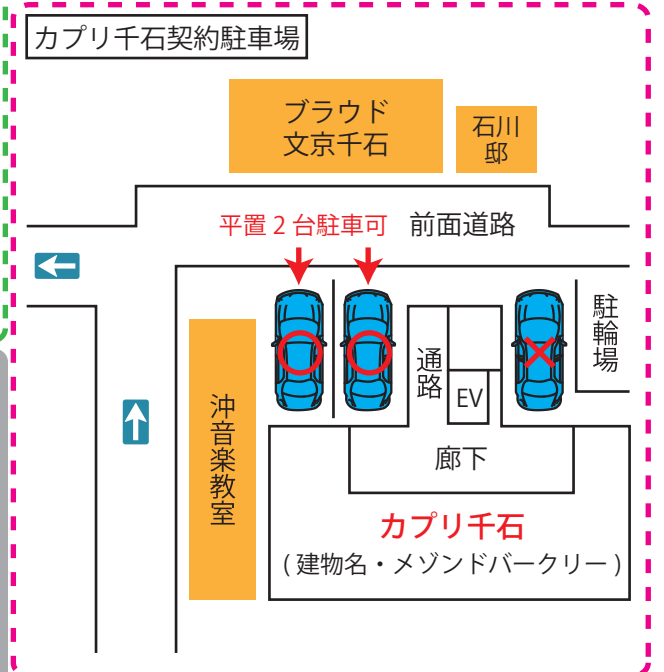 カプリ千石契約駐車場
ブラウド
文京千石
石川
邸
平置 2 台駐車可
前面道路
駐輪場
通路
EV
沖音楽教室
廊下
カプリ千石
( 建物名・メゾンドバークリー )